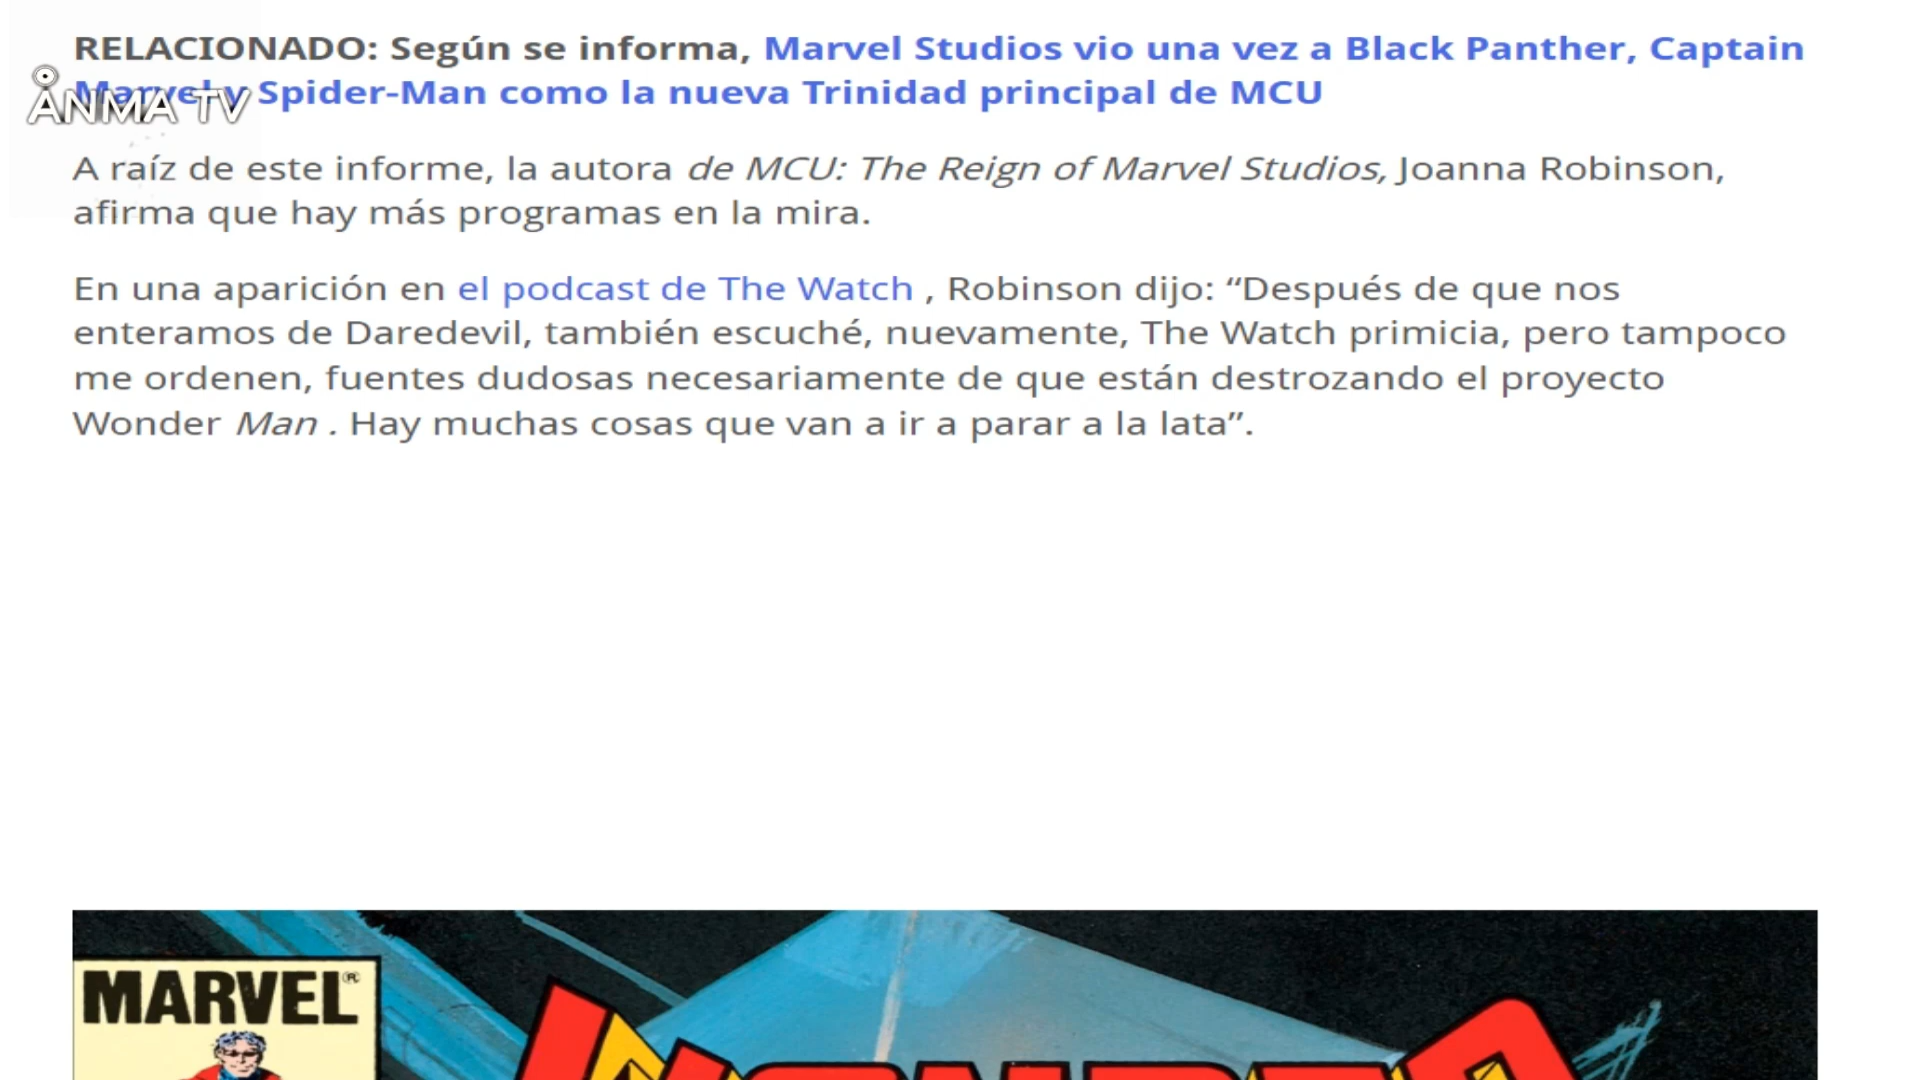 RELACIONADO: Según se informa, Marvel Studios vio una vez a Black Panther, Captain
Marvel y Spider-Man como la nueva Trinidad principal de MCU
ANMA TV
A raíz de este informe, la autora de MCU: The Reign of Marvel Studios, Joanna Robinson,
afirma que hay más programas en la mira.
En una aparición en el podcast de The Watch , Robinson dijo: “Después de que nos
enteramos de Daredevil, también escuché, nuevamente, The Watch primicia, pero tampoco
me ordenen, fuentes dudosas necesariamente de que están destrozando el proyecto
Wonder Man . Hay muchas cosas que van a ir a parar a la lata”.
MARVEL®